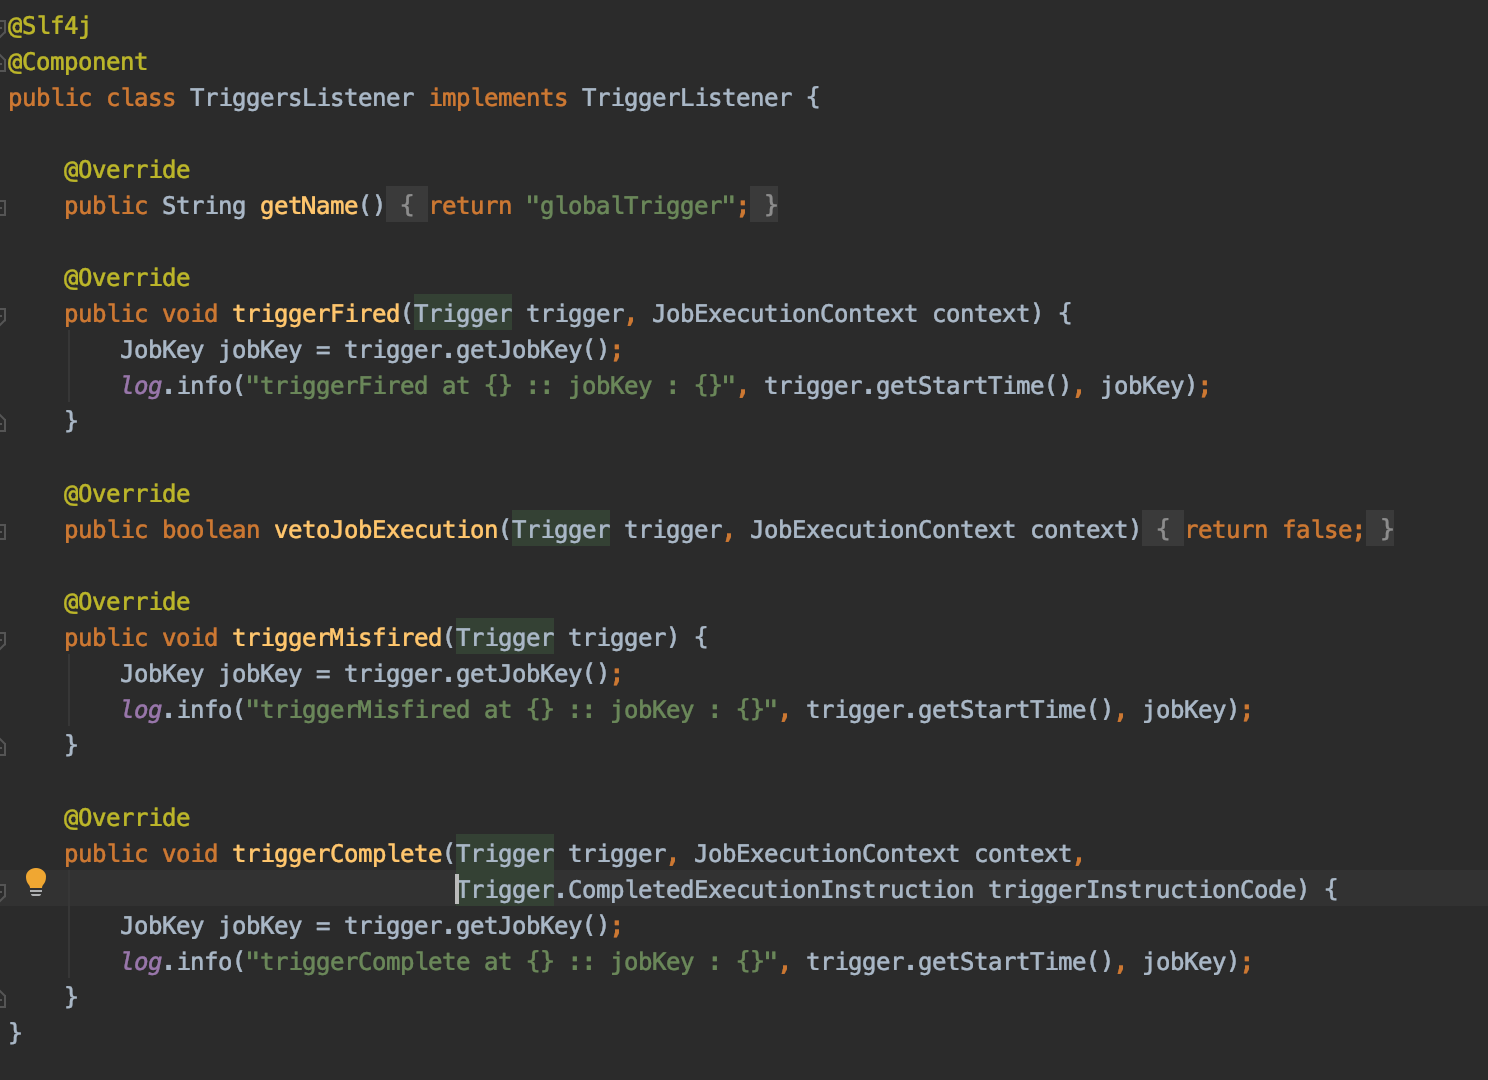 @Slf4j
@Component
public class TriggersListener implements TriggerListener {
@Override
public String getName() { return "globalTrigger"; }
@Override
public void triggerFired(Trigger trigger, JobExecutionContext context) {
JobKey jobKey = trigger.getJobKey();
log.info("triggerFired at {} :: jobKey : {}", trigger.getStartTime(), jobKey);
}
@Override
public boolean vetoJobExecution(Trigger trigger, JobExecutionContext context) { return false; }
@Override
public void triggerMisfired(Trigger trigger) {
JobKey jobKey = trigger.getJobKey();
log.info("triggerMisfired at {} :: jobKey : {}", trigger.getStartTime(), jobKey);
}
@Override
public void triggerComplete(Trigger trigger, JobExecutionContext context,
Trigger.CompletedExecutionInstruction triggerInstructionCode) {
JobKey jobKey = trigger.getJobKey();
log.info("triggerComplete at {} :: jobKey : {}", trigger.getStartTime(), jobKey);
}
}